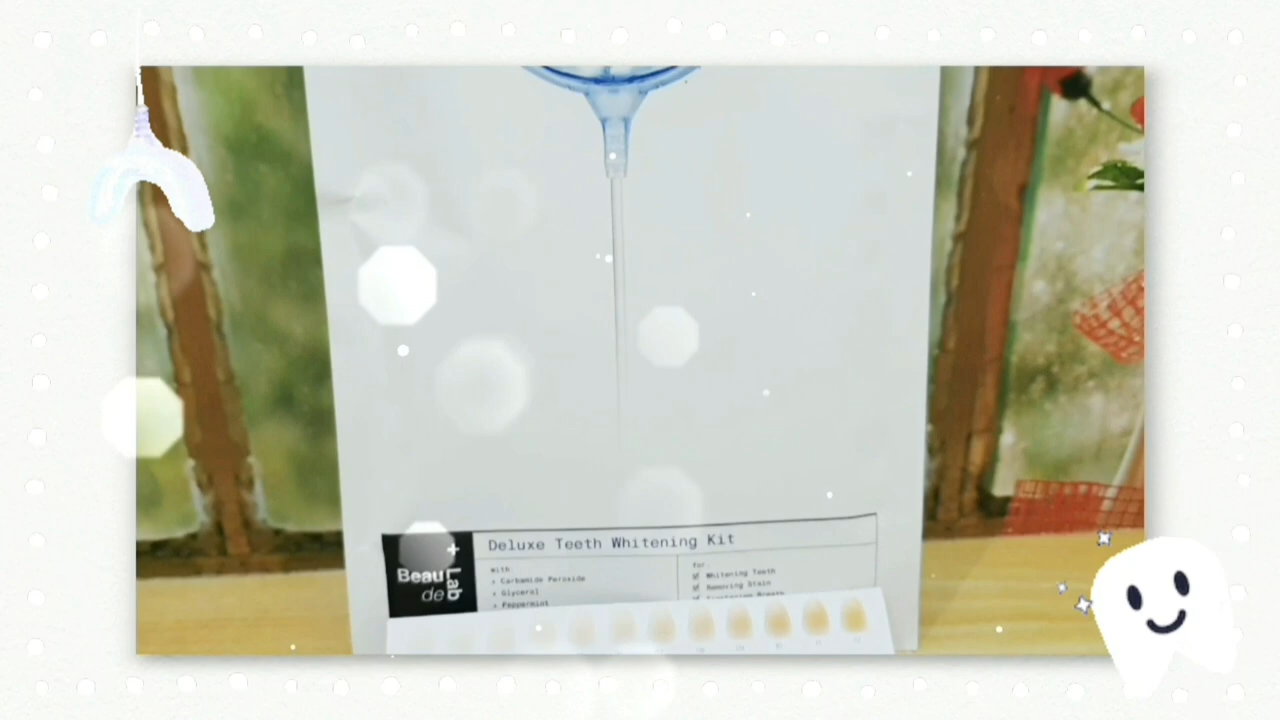 Deluxe Teeth Whitening Kit
Beau de Lab +
with
+ Carbamide Peroxide
+ Glycerol
+ Peppermint
For
☑ Whitening Teeth
☑ Removing Stain